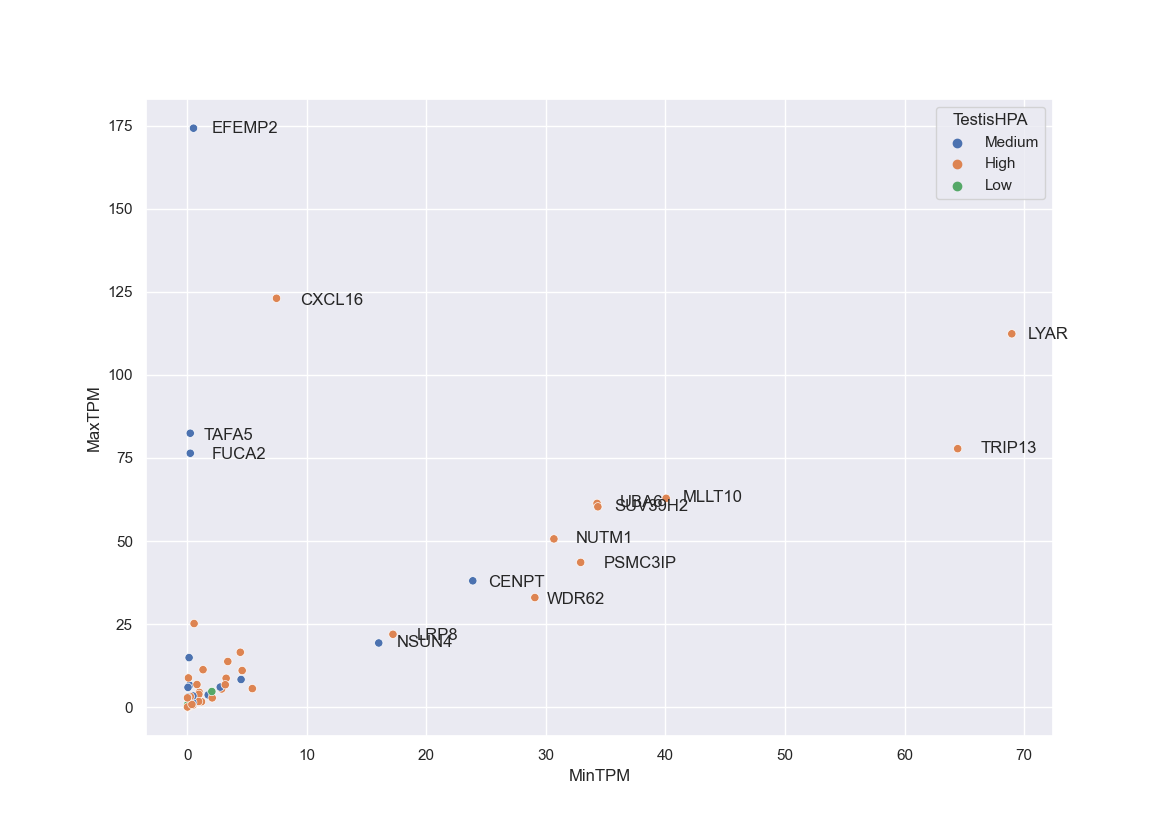 175
150
125
100
75
50
25
0
MaxTPM
EFEMP2
CXCL16
LYAR
TAFA5
FUCA2
TRIP13
UBA6
MLLT10
SUV39H2
NUTM1
PSMC3IP
CENPT
WDR62
LRP8
NSUN4
TestisHPA
Medium
High
Low
0 10 20 30 40 50 60 70
MinTPM